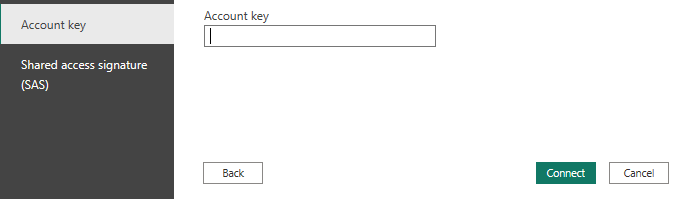 Account key
Shared access signature
(SAS)
Account key
Back
Connect
Cancel